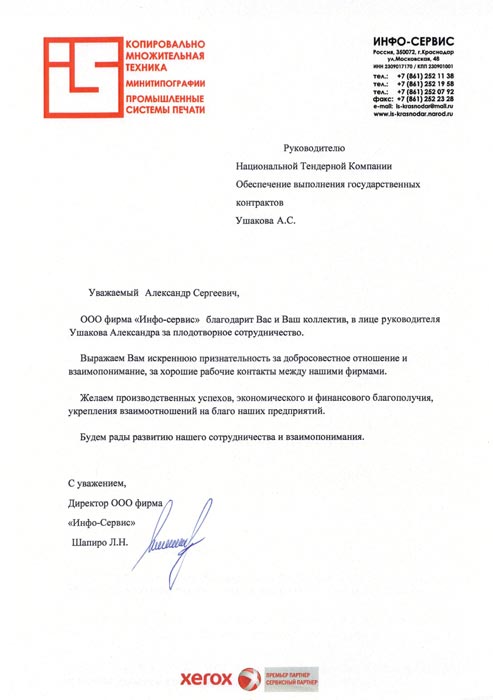 is
КОПИРОВАЛЬНО
МНОЖИТЕЛЬНАЯ
ТЕХНИКА
МИНИТИПОГРАФИИ
ПРОМЫШЛЕННЫЕ
СИСТЕМЫ ПЕЧАТИ
ИНФО-СЕРВИС
Россия, 350072, г.Краснодар
ул.Московская, 48
ИНН 2309017170 / КПП 230901001
тел.: +7 (861) 252 11 38
тел.: +7 (861) 252 19 58
тел.: +7 (861) 252 07 92
факс: +7 (861) 252 23 28
e-mail: is-krasnodar@mail.ru
www.is-krasnodar.narod.ru
Руководителю
Национальной Тендерной Компании
Обеспечение выполнения государственных
контрактов
Ушакова А.С.
Уважаемый Александр Сергеевич,
ООО фирма «Инфо-сервис» благодарит Вас и Ваш коллектив, в лице руководителя
Ушакова Александра за плодотворное сотрудничество.
Выражаем Вам искреннюю признательность за добросовестное отношение и
взаимопонимание, за хорошие рабочие контакты между нашими фирмами.
Желаем производственных успехов, экономического и финансового благополучия,
укрепления взаимоотношений на благо наших предприятий.
Будем рады развитию нашего сотрудничества и взаимопонимания.
С уважением,
Директор ООО фирма
«Инфо-Сервис»
Шапиро Л.Н.
xerox
ПРЕМЬЕР ПАРТНЕР
СЕРВИСНЫЙ ПАРТНЕР